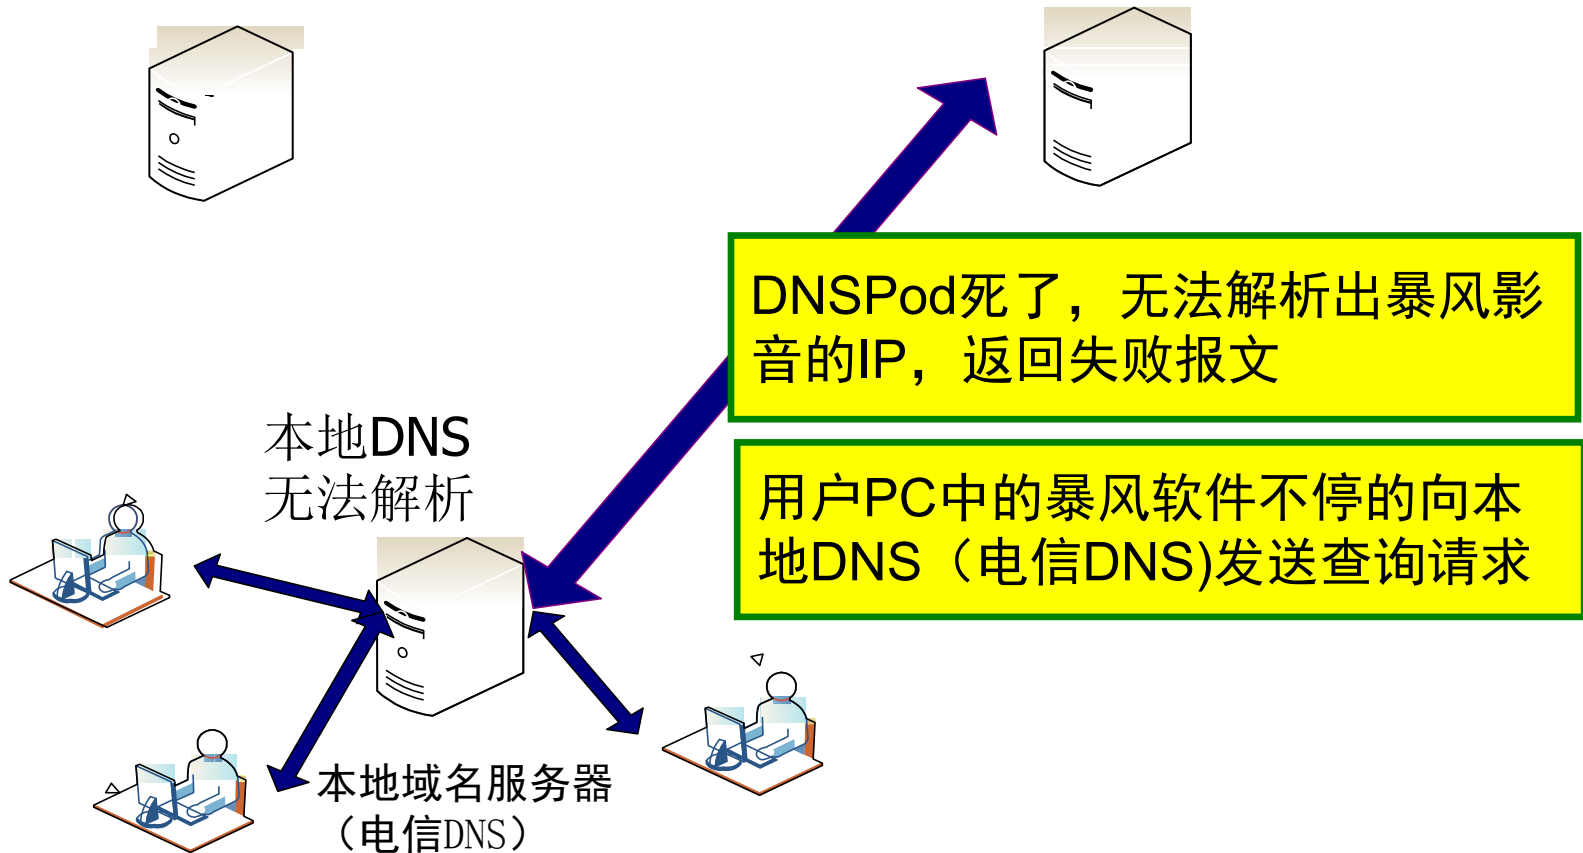 DNSPod死了，无法解析出暴风影
音的IP，返回失败报文
本地DNS
无法解析
用户PC中的暴风软件不停的向本
地DNS（电信DNS)发送查询请求
本地域名服务器
（电信DNS）